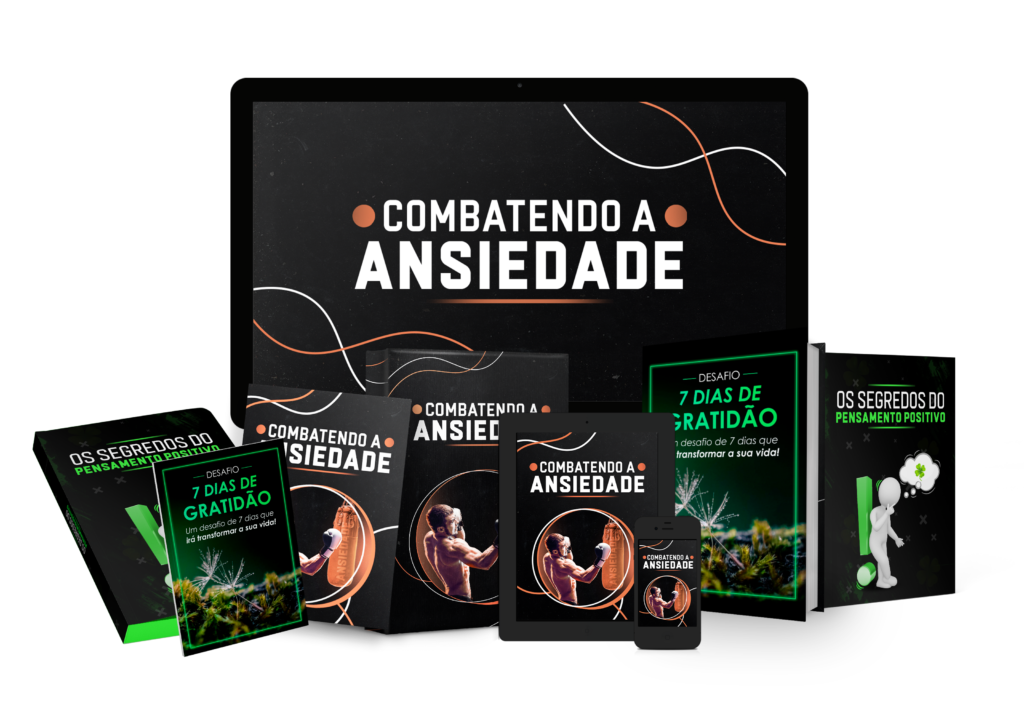 COMBATENDO A
ANSIEDADE
OS SEGREDOS DO
PENSAMENTO POSITIVO
DESAFIO
7 DIAS DE
GRATIDÃO
Um desafio de 7 dias que
irá transformar a sua vida!
COMBATENDO A
ANSIEDADE
ANSIEDADE
COMBATENDO A
COMBATENDO A
ANSIEDADE
ANSIEDADE
COMBATENDO A
ANSIEDADE
DESAFIO
7 DIAS DE
GRATIDÃO
desafio de 7 dias que
transformar a sua vida!
OS SEGREDOS DO
PENSAMENTO POSITIVO